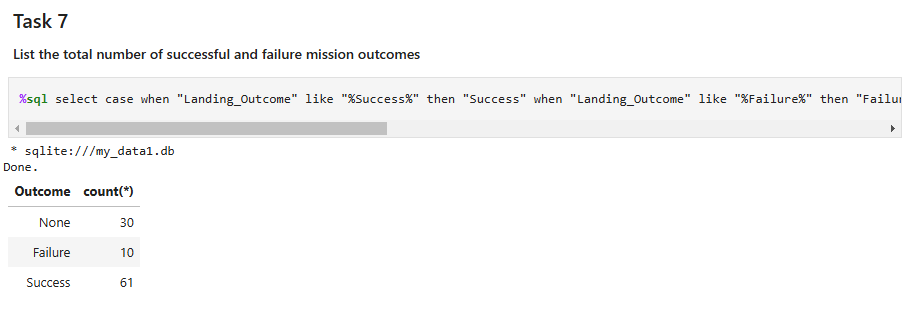 Task 7
List the total number of successful and failure mission outcomes
%sql select case when "Landing_Outcome" like "%Success%" then "Success" when "Landing_Outcome" like "%Failure%" then "Failur
* sqlite:///my_data1.db
Done.
Outcome count(*)
None 30
Failure 10
Success 61